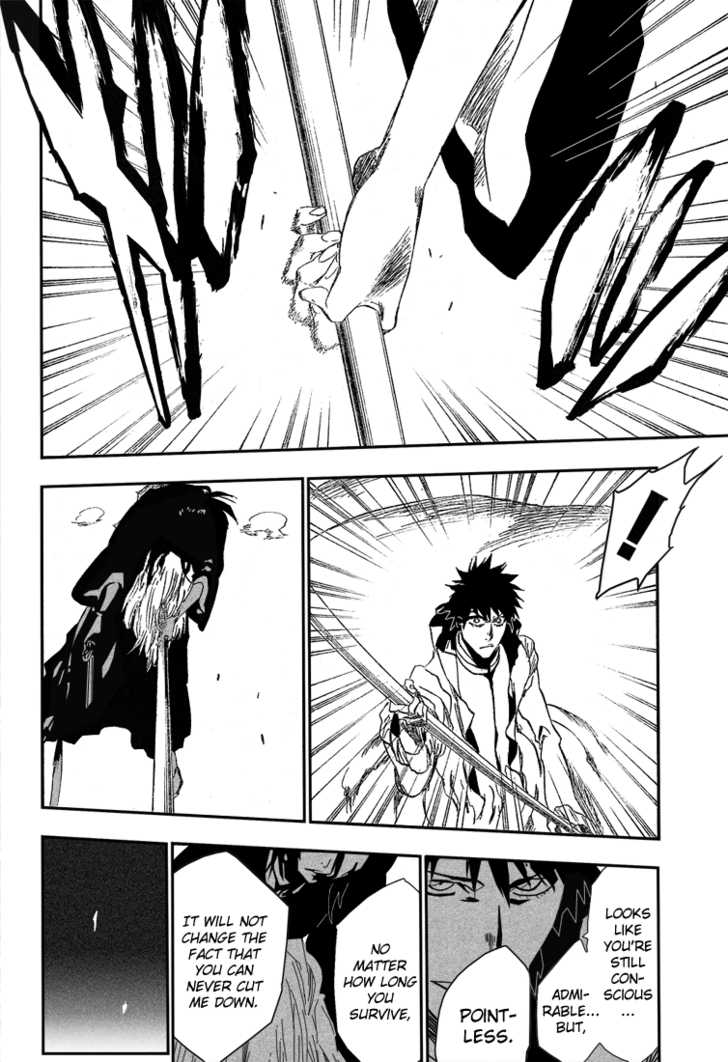 !
LOOKS
LIKE
YOU'RE
STILL
CON-
SCIOUS
...
ADMI-
RABLE...
BUT,
POINT-
LESS.
NO
MATTER
HOW LONG
YOU
SURVIVE,
IT WILL NOT
CHANGE THE
FACT THAT
YOU CAN
NEVER CUT
ME DOWN.